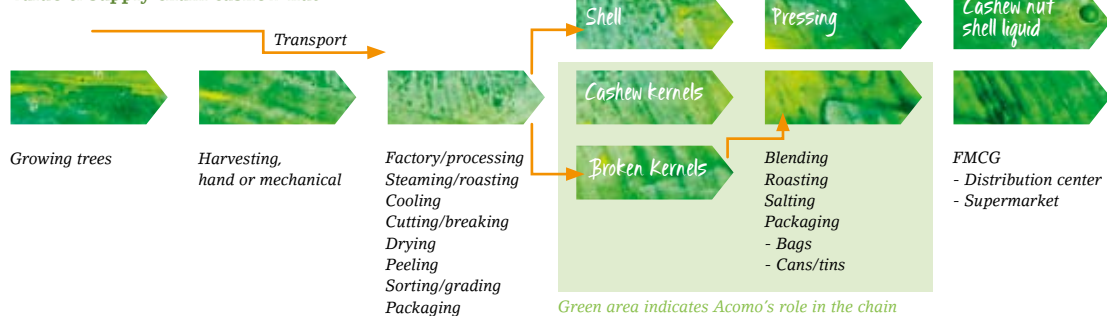 Transport
Shell
Pressing
Cashew nut
shell liquid
Cashew kernels
Broken Kernels
Growing trees
Harvesting,
hand or mechanical
Factory/processing
Steaming/roasting
Cooling
Cutting/breaking
Drying
Peeling
Sorting/grading
Packaging
Blending
Roasting
Salting
Packaging
- Bags
- Cans/tins
FMCG
- Distribution center
- Supermarket
Green area indicates Acomo's role in the chain